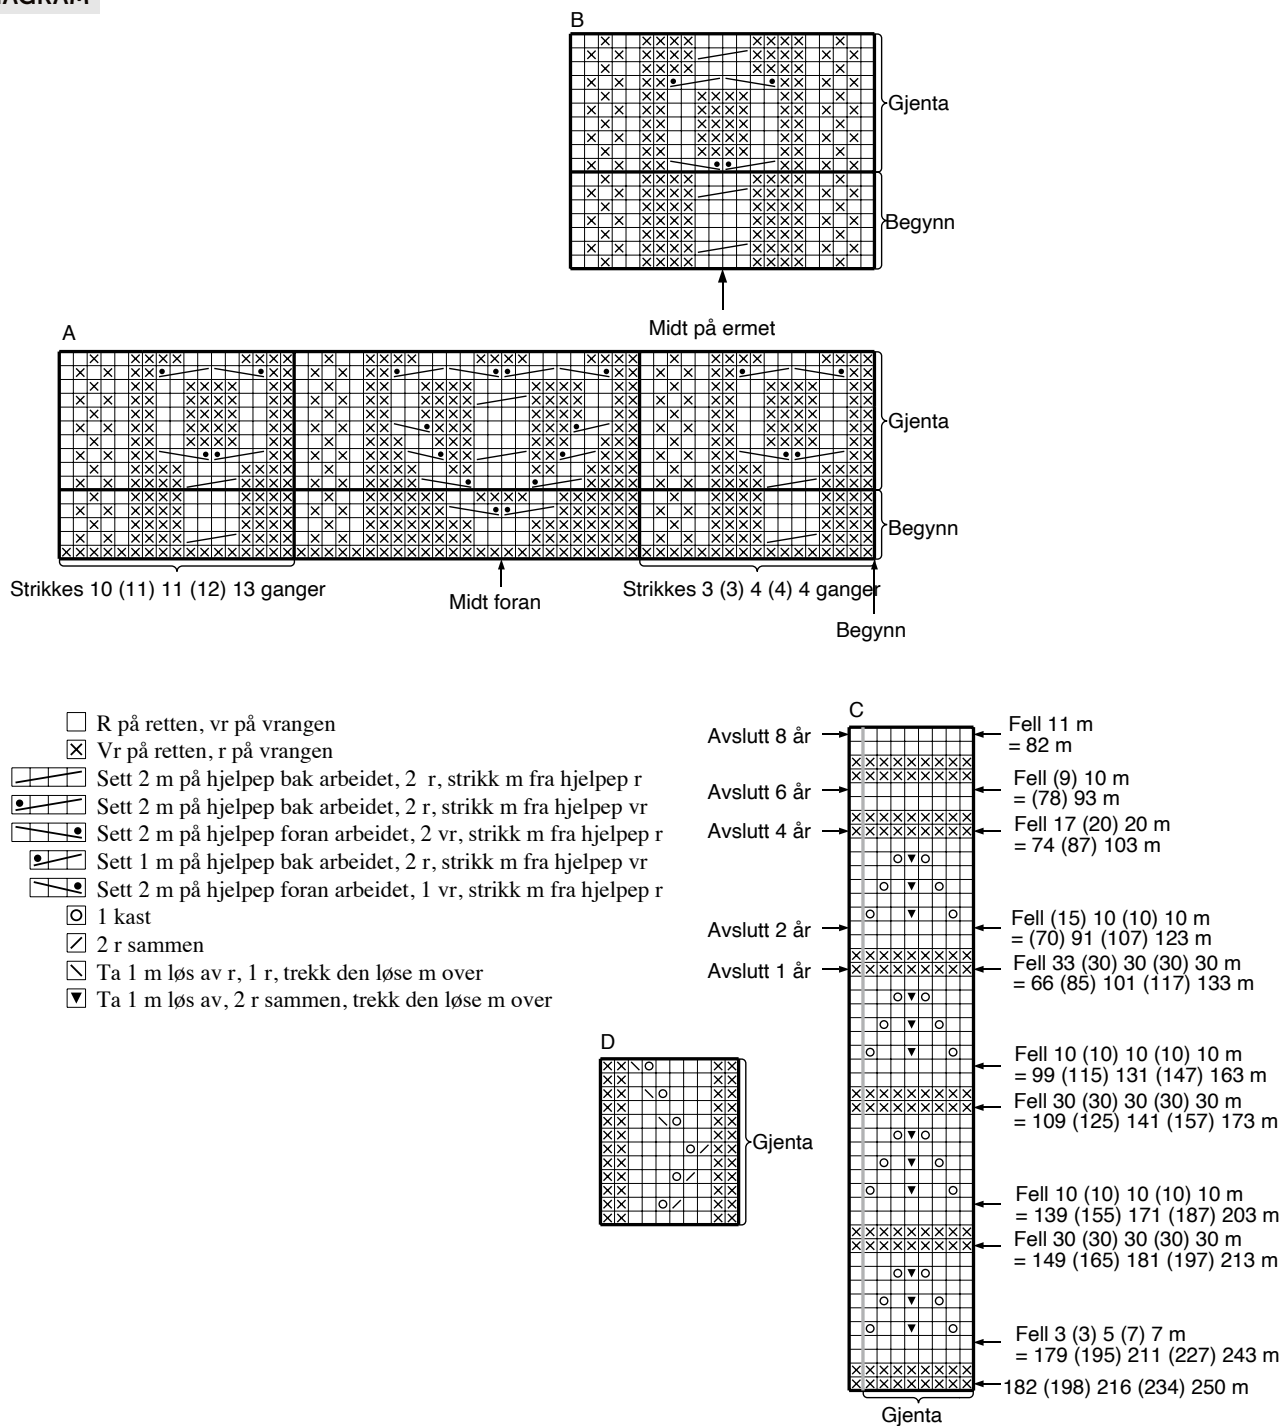 B
Gjenta
Begynn
Midt på ermet
A
Gjenta
Begynn
Strikkes 10 (11) 11 (12) 13 ganger
Midt foran
Strikkes 3 (3) 4 (4) 4 ganger
Begynn
R på retten, vr på vrangen
Vr på retten, r på vrangen
Sett 2 m på hjelpep bak arbeidet, 2 r, strikk m fra hjelpep r
Sett 2 m på hjelpep bak arbeidet, 2 r, strikk m fra hjelpep vr
Sett 2 m på hjelpep foran arbeidet, 2 vr, strikk m fra hjelpep r
Sett 1 m på hjelpep bak arbeidet, 2 r, strikk m fra hjelpep vr
Sett 2 m på hjelpep foran arbeidet, 1 vr, strikk m fra hjelpep r
1 kast
2 r sammen
Ta 1 m løs av r, 1 r, trekk den løse m over
Ta 1 m løs av, 2 r sammen, trekk den løse m over
D
Gjenta
C
Avslutt 8 år
Avslutt 6 år
Avslutt 4 år
Avslutt 2 år
Avslutt 1 år
Fell 11 m
= 82 m
Fell (9) 10 m
= (78) 93 m
Fell 17 (20) 20 m
= 74 (87) 103 m
Fell (15) 10 (10) 10 m
= (70) 91 (107) 123 m
Fell 33 (30) 30 (30) 30 m
= 66 (85) 101 (117) 133 m
Fell 10 (10) 10 (10) 10 m
= 99 (115) 131 (147) 163 m
Fell 30 (30) 30 (30) 30 m
= 109 (125) 141 (157) 173 m
Fell 10 (10) 10 (10) 10 m
= 139 (155) 171 (187) 203 m
Fell 30 (30) 30 (30) 30 m
= 149 (165) 181 (197) 213 m
Fell 3 (3) 5 (7) 7 m
= 179 (195) 211 (227) 243 m
182 (198) 216 (234) 250 m
Gjenta